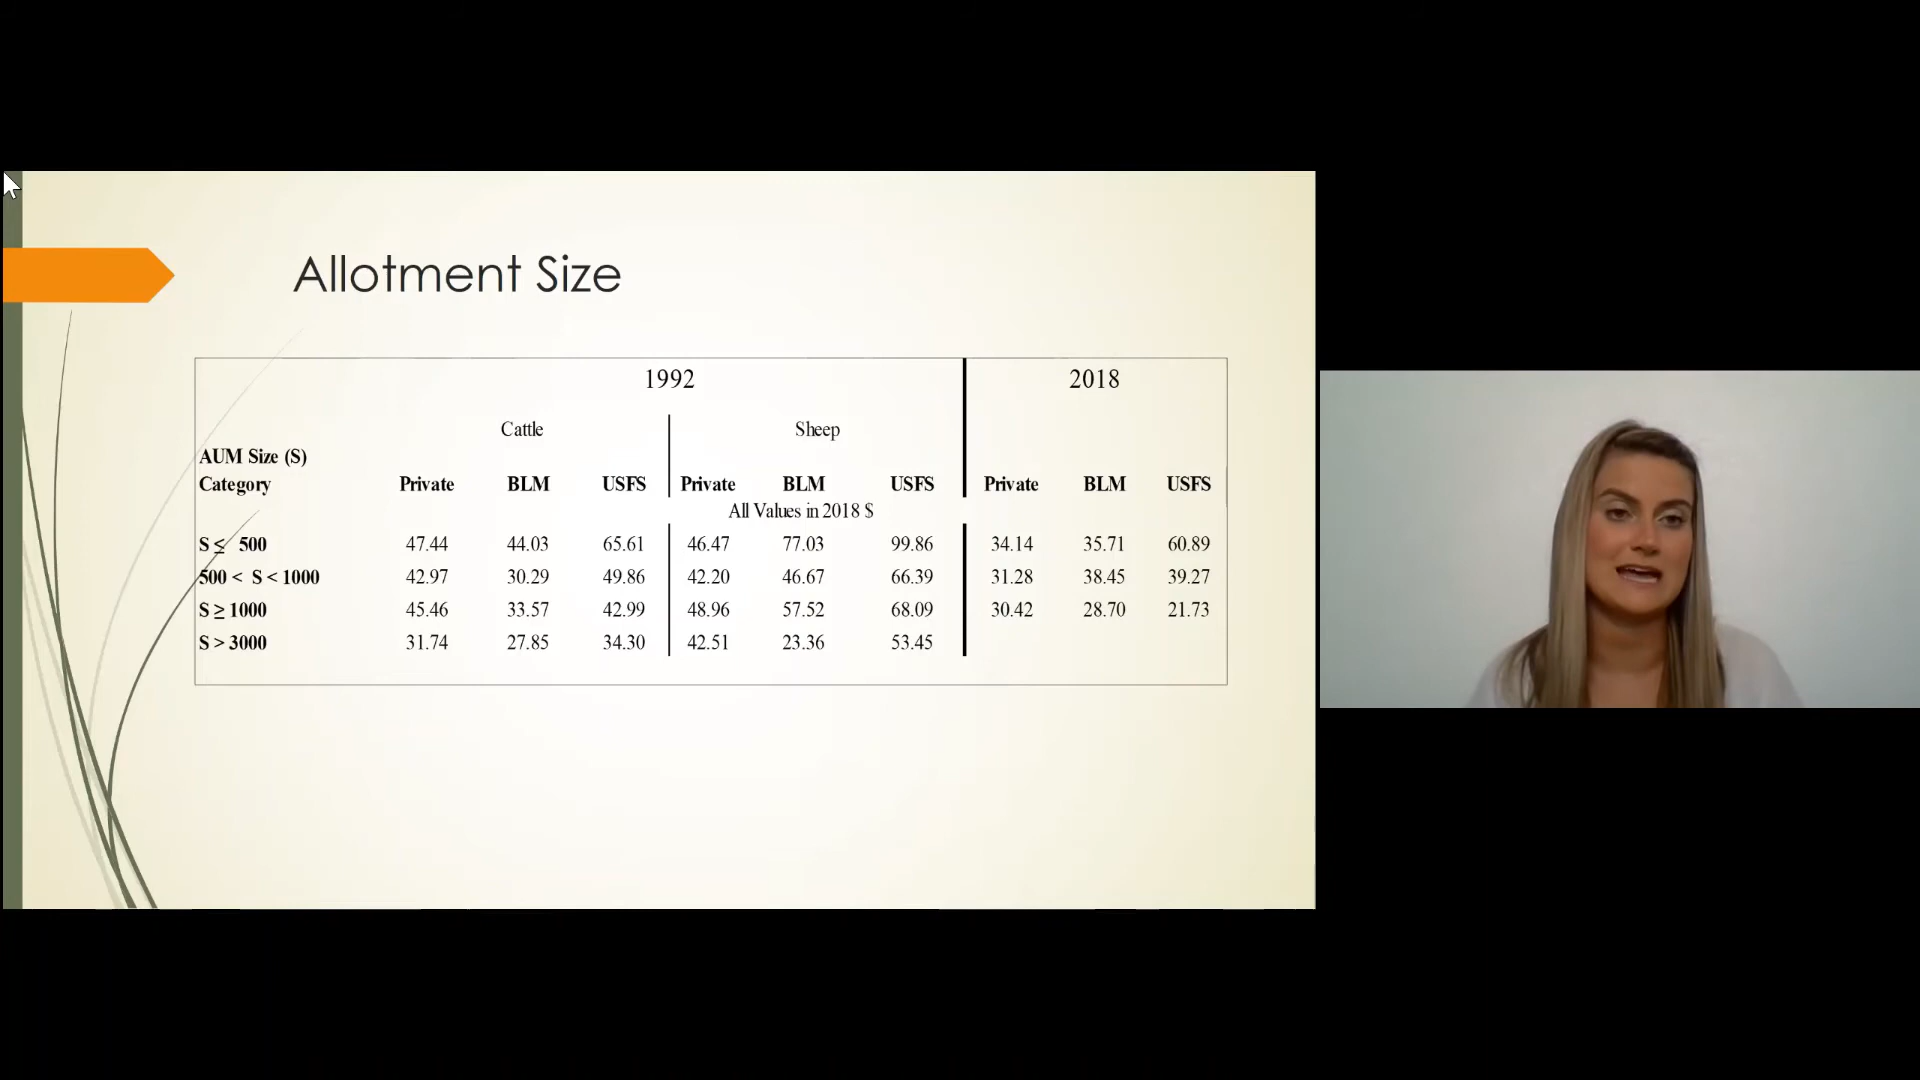 Allotment Size
1992 2018
Cattle Sheep
AUM Size (S)
Category Private BLM USFS Private BLM USFS Private BLM USFS
All Values in 2018 $
S ≤ 500 47.44 44.03 65.61 46.47 77.03 99.86 34.14 35.71 60.89
500 < S < 1000 42.97 30.29 49.86 42.20 46.67 66.39 31.28 38.45 39.27
S ≥ 1000 45.46 33.57 42.99 48.96 57.52 68.09 30.42 28.70 21.73
S > 3000 31.74 27.85 34.30 42.51 23.36 53.45